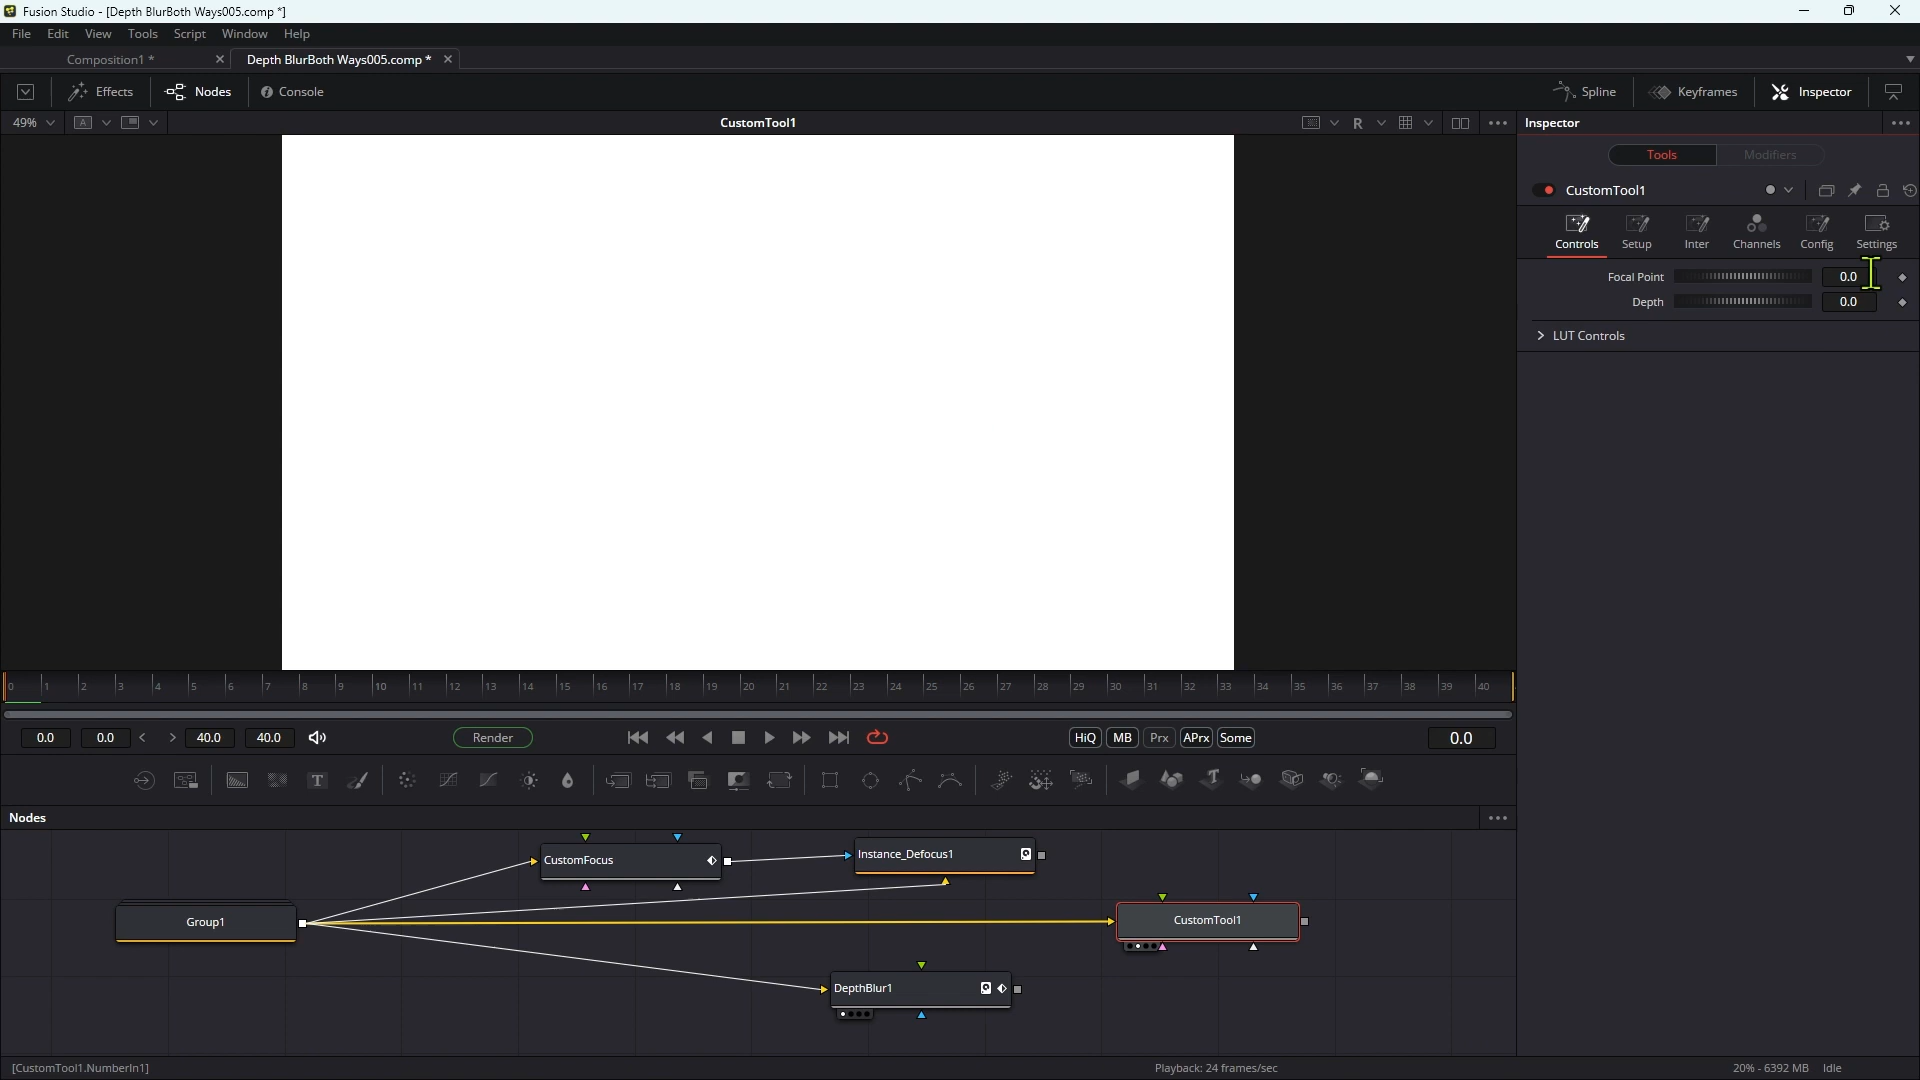 Fusion Studio - [Depth BlurBoth Ways005.comp *]
File Edit View Tools Script Window Help
Composition1 * Depth BlurBoth Ways005.comp *
Effects Nodes Console Spline Keyframes Inspector
49% A CustomTool1 R Inspector
Tools Modifiers
CustomTool1
Controls Setup Inter Channels Config Settings
Focal Point 0.0
Depth 0.0
LUT Controls
0 1 2 3 4 5 6 7 8 9 10 11 12 13 14 15 16 17 18 19 20 21 22 23 24 25 26 27 28 29 30 31 32 33 34 35 36 37 38 39 40
0.0 0.0 < > 40.0 40.0 Render HiQ MB Prx APrx Some 0.0
T
Nodes
CustomFocus Instance_Defocus1
Group1 CustomTool1
DepthBlur1
[CustomTool1.NumberIn1] Playback: 24 frames/sec 20% - 6392 MB Idle